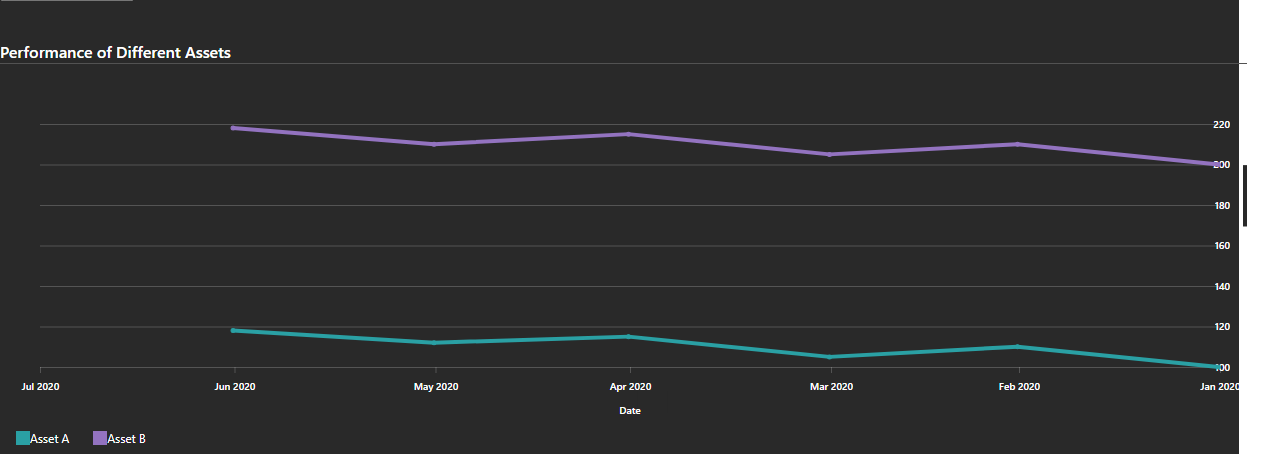 Performance of Different Assets
220
200
180
160
140
120
100
Jul 2020 Jun 2020 May 2020 Apr 2020 Mar 2020 Feb 2020 Jan 2020
Date
Asset A Asset B